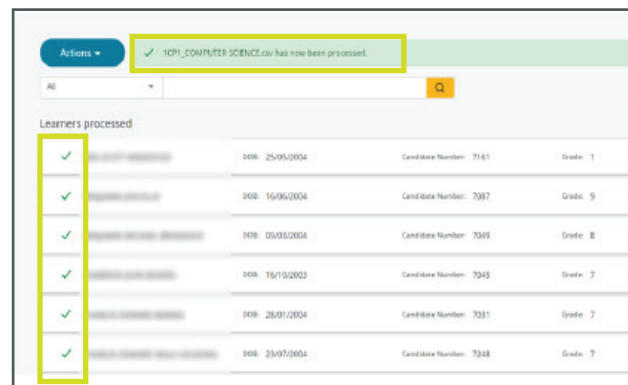 Actions
1CP1_COMPUTER SCIENCE.csv has now been processed.
All
Learners processed
DOB: 25/05/2004 Candidate Number: 7161 Grade: 1
DOB: 16/06/2004 Candidate Number: 7087 Grade: 9
DOB: 09/03/2004 Candidate Number: 7049 Grade: 8
DOB: 16/10/2003 Candidate Number: 7045 Grade: 7
DOB: 28/01/2004 Candidate Number: 7031 Grade: 7
DOB: 23/07/2004 Candidate Number: 7248 Grade: 7